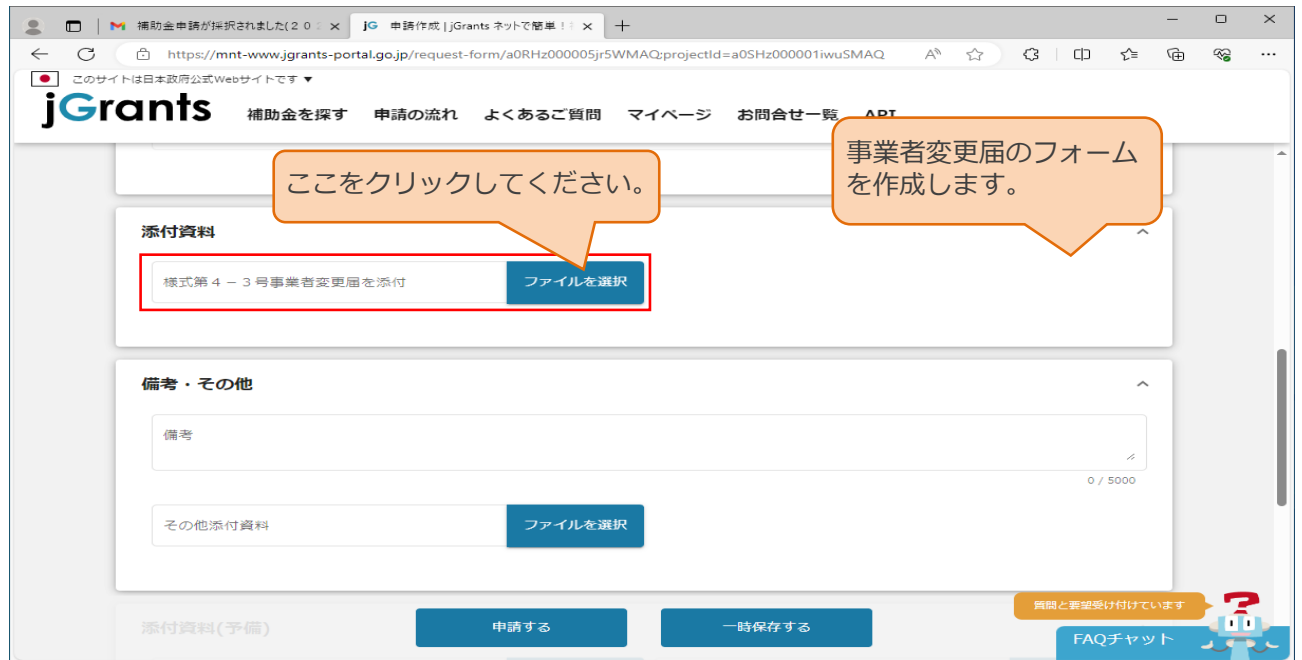 補助金申請が採択されました(２０
jG 申請作成 | jGrants ネットで簡単！
https://mnt-www.jgrants-portal.go.jp/request-form/a0RHz000005jr5WMAQ;projectId=a0SHz000001iwuSMAQ
このサイトは日本政府公式Webサイトです ▼
jGrants 補助金を探す 申請の流れ よくあるご質問 マイページ お問合せ一覧 API
事業者変更届のフォーム
を作成します。
ここをクリックしてください。
添付資料
様式第４－３号事業者変更届を添付 ファイルを選択
備考・その他
備考
0 / 5000
その他添付資料 ファイルを選択
質問と要望受け付けています
添付資料(予備) 申請する 一時保存する
FAQチャット